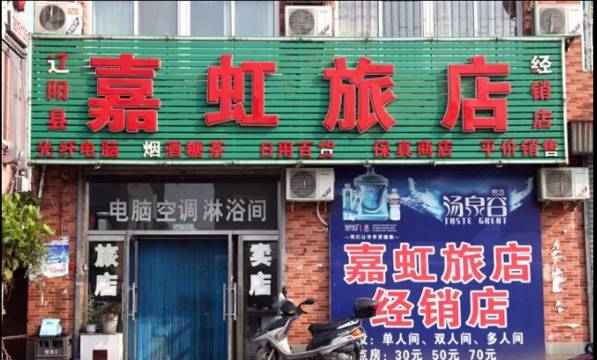 辽阳县
嘉虹旅店
经销店
光纤电脑 烟酒糖茶 日用百货 保真商店 平价销售
电脑空调淋浴间
旅店
卖店
汤泉谷
TASTE GREAT
嘉虹旅店
经销店
单人间、双人间、多人间
房:30元 50元 70元